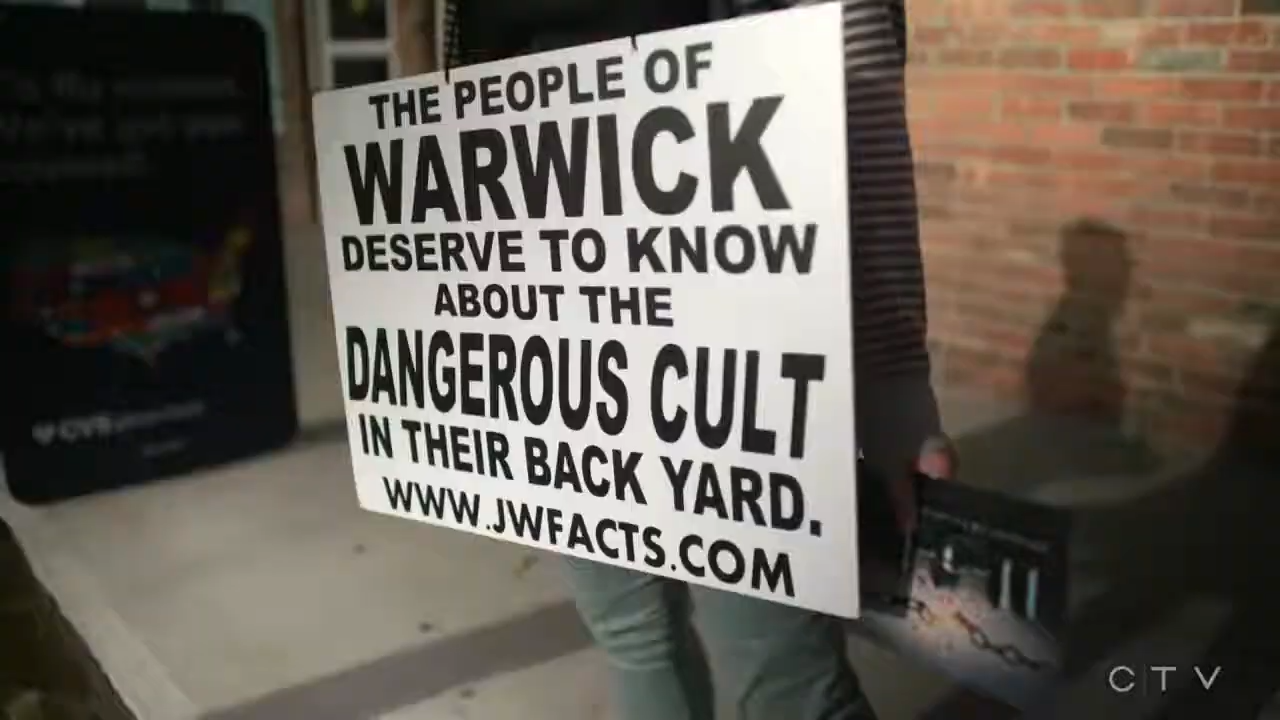 THE PEOPLE OF
WARWICK
DESERVE TO KNOW
ABOUT THE
DANGEROUS CULT
IN THEIR BACK YARD.
WWW.JWFACTS.COM
CTV